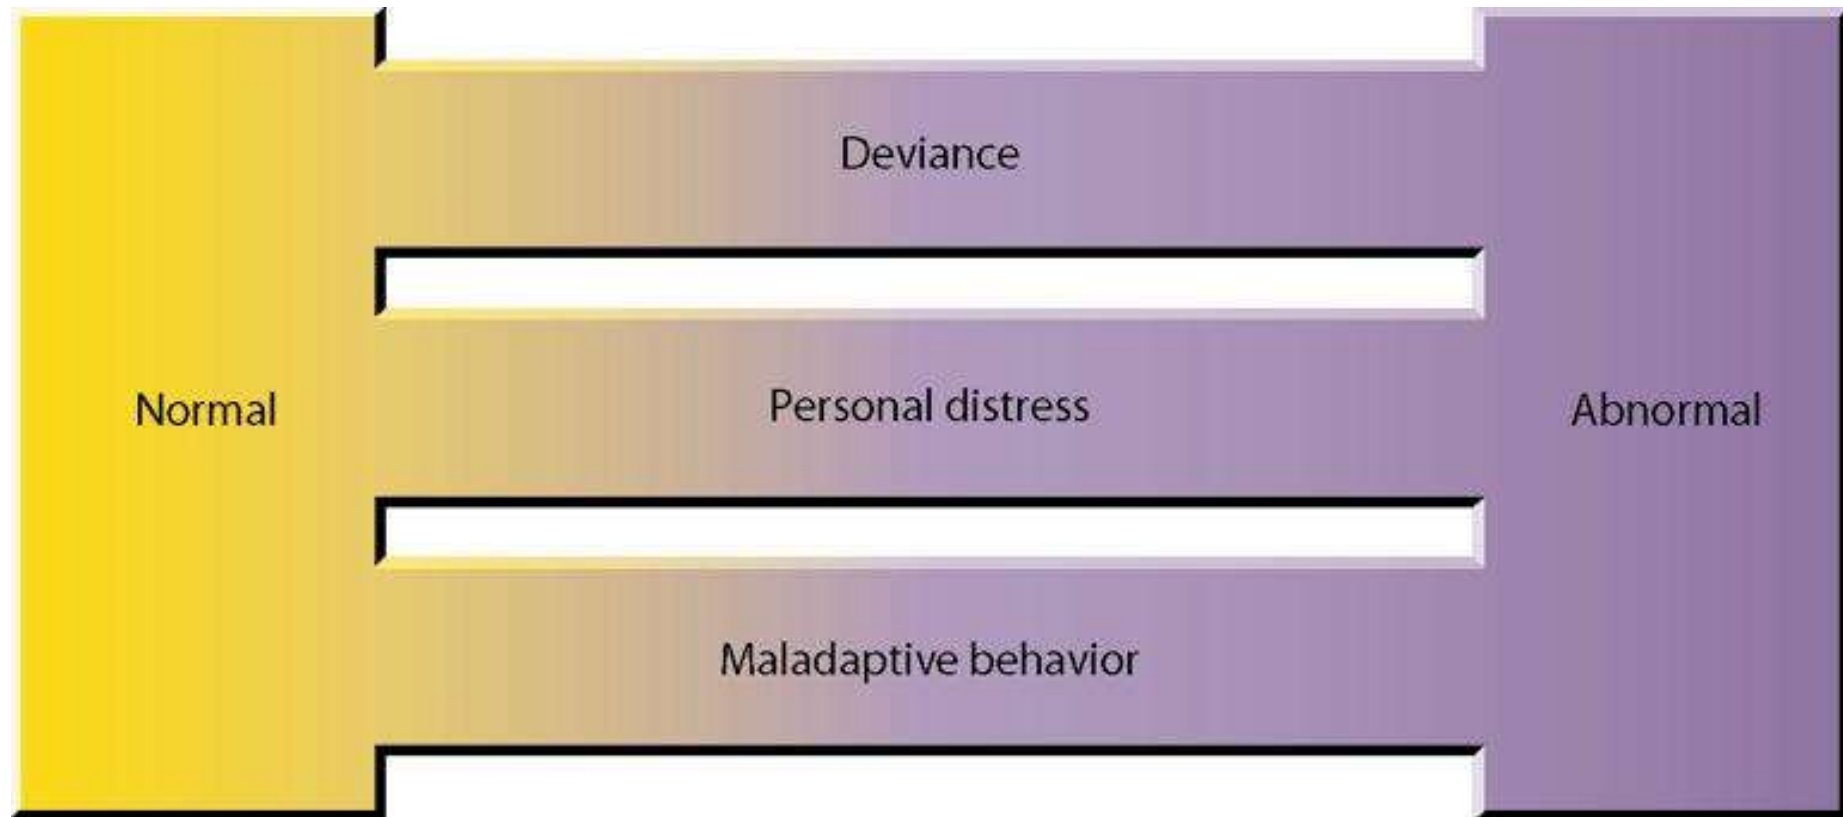 Deviance
Normal
Personal distress
Abnormal
Maladaptive behavior